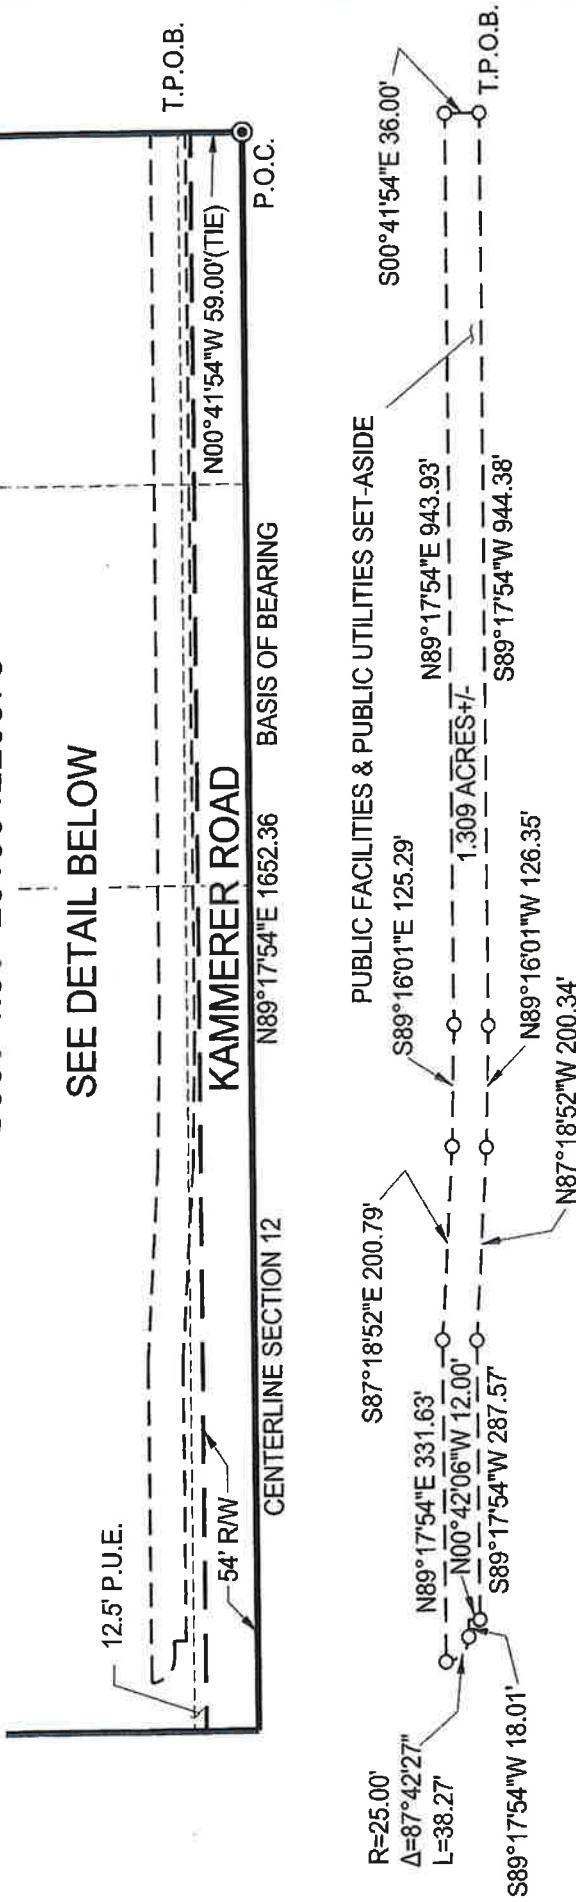 SEE DETAIL BELOW
12.5' P.U.E.
T.P.O.B.
54' R/W
KAMMERER ROAD
N00°41'54"W 59.00'(TIE)
CENTERLINE SECTION 12
N89°17'54"E 1652.36
BASIS OF BEARING
P.O.C.
PUBLIC FACILITIES & PUBLIC UTILITIES SET-ASIDE
S87°18'52"E 200.79'
S89°16'01"E 125.29'
S00°41'54"E 36.00'
R=25.00'
Δ=87°42'27"
L=38.27'
N89°17'54"E 331.63'
N00°42'06"W 12.00'
1.309 ACRES+/-
N89°17'54"E 943.93'
T.P.O.B.
S89°17'54"W 18.01'
S89°17'54"W 287.57'
N87°18'52"W 200.34'
N89°16'01"W 126.35'
S89°17'54"W 944.38'